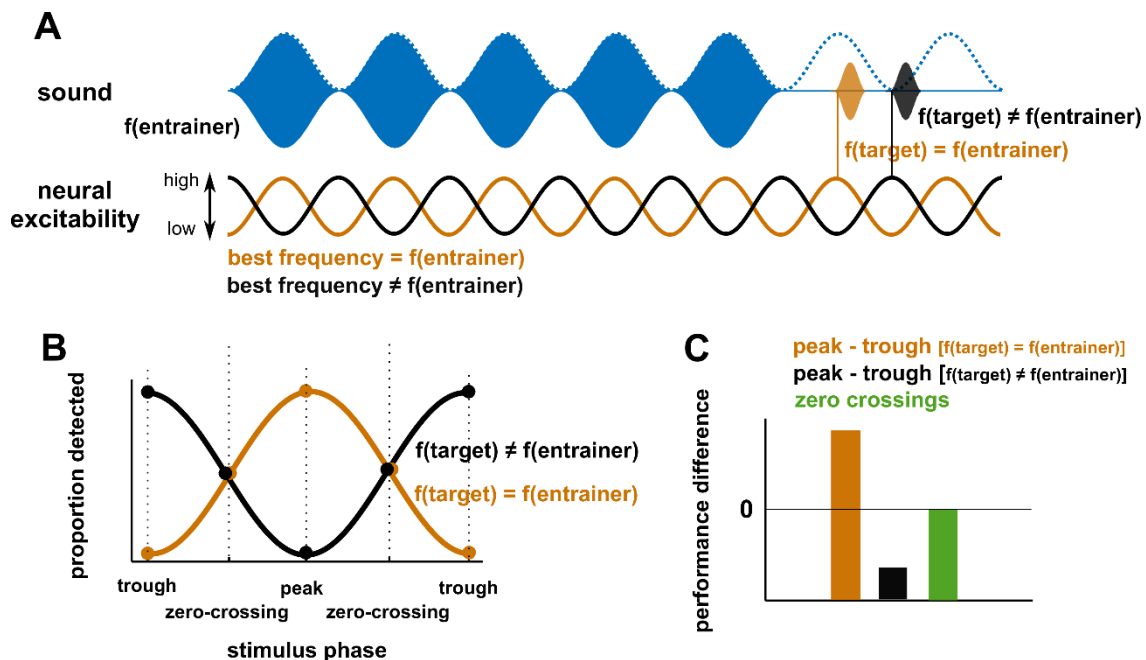 A
sound
f(entrainer)
f(target) ≠ f(entrainer)
f(target) = f(entrainer)
neural
excitability
high
low
best frequency = f(entrainer)
best frequency ≠ f(entrainer)
B
proportion detected
f(target) ≠ f(entrainer)
f(target) = f(entrainer)
trough
peak
trough
zero-crossing
zero-crossing
stimulus phase
C
peak - trough [f(target) = f(entrainer)]
peak - trough [f(target) ≠ f(entrainer)]
zero crossings
performance difference
0